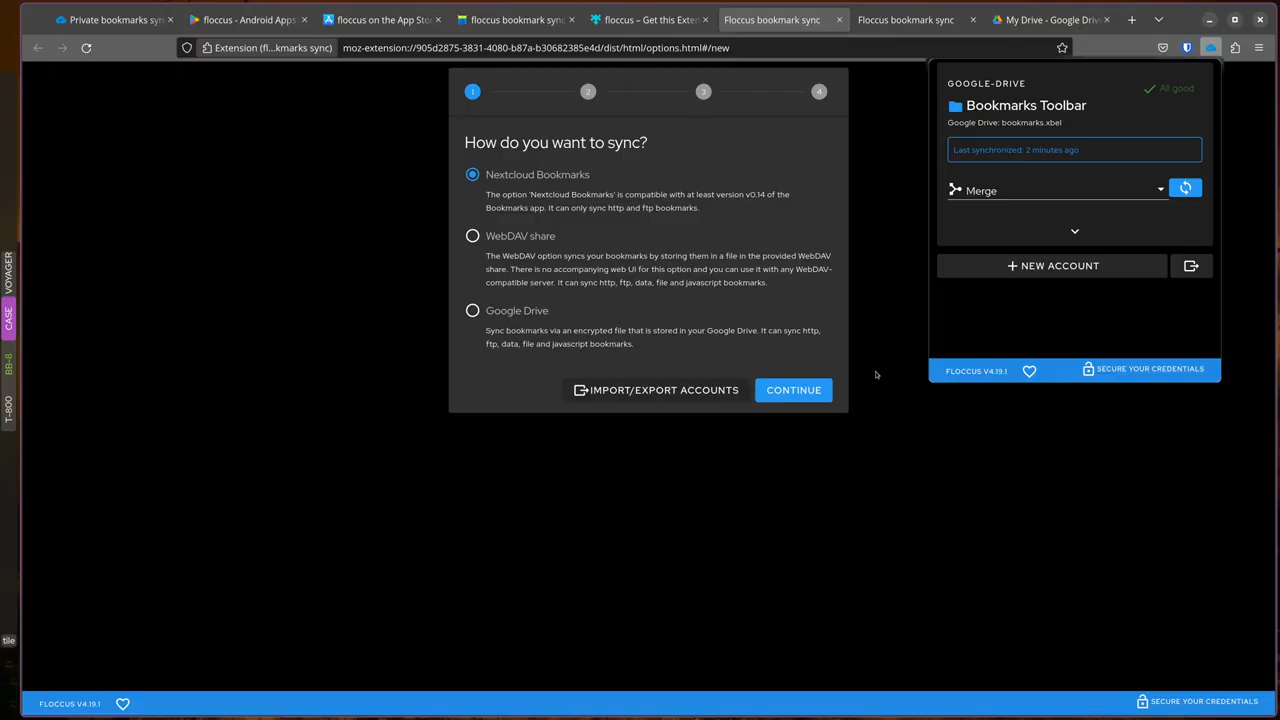 Private bookmarks syn
floccus - Android Apps
floccus on the App Sto
floccus bookmark sync
floccus – Get this Exten
Floccus bookmark sync
Floccus bookmark sync
My Drive - Google Drive
Extension (fl...kmarks sync)
moz-extension://905d2875-3831-4080-b87a-b30682385e4d/dist/html/options.html#/new
VOYAGER
CASE
BB-8
T-800
tile
1
2
3
4
How do you want to sync?
Nextcloud Bookmarks
The option 'Nextcloud Bookmarks' is compatible with at least version v0.14 of the
Bookmarks app. It can only sync http and ftp bookmarks.
WebDAV share
The WebDAV option syncs your bookmarks by storing them in a file in the provided WebDAV
share. There is no accompanying web UI for this option and you can use it with any WebDAV-
compatible server. It can sync http, ftp, data, file and javascript bookmarks.
Google Drive
Sync bookmarks via an encrypted file that is stored in your Google Drive. It can sync http,
ftp, data, file and javascript bookmarks.
IMPORT/EXPORT ACCOUNTS
CONTINUE
GOOGLE-DRIVE
All good
Bookmarks Toolbar
Google Drive: bookmarks.xbel
Last synchronized: 2 minutes ago
Merge
+ NEW ACCOUNT
FLOCCUS V4.19.1
SECURE YOUR CREDENTIALS
FLOCCUS V4.19.1
SECURE YOUR CREDENTIALS